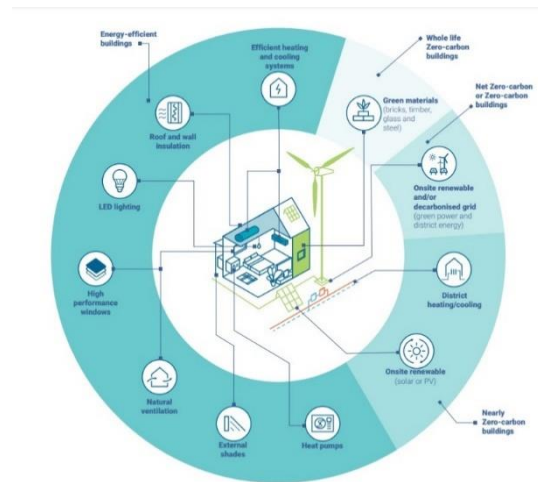 Energy-efficient
buildings
Efficient heating
and cooling
systems
Whole life
Zero-carbon
buildings
Green materials
(bricks, timber,
glass and
steel)
Net Zero-carbon
or Zero-carbon
buildings
Roof and wall
insulation
Onsite renewable
and/or
decarbonised grid
(green power and
district energy)
LED lighting
High
performance
windows
District
heating/cooling
Onsite renewable
(solar or PV)
Natural
ventilation
External
shades
Heat pumps
Nearly
Zero-carbon
buildings